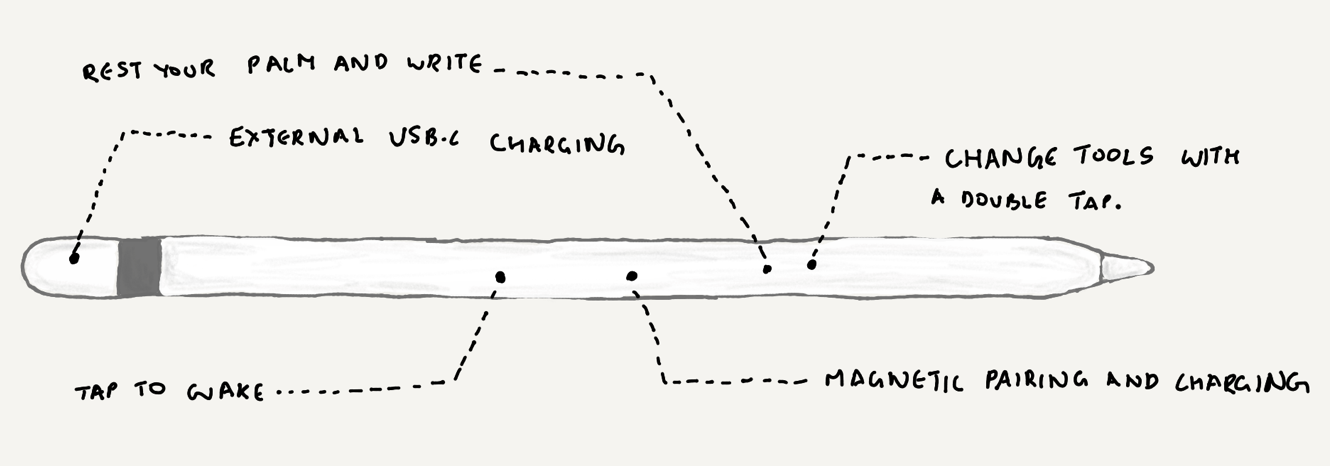 REST YOUR PALM AND WRITE
EXTERNAL USB-C CHARGING
CHANGE TOOLS WITH
A DOUBLE TAP.
TAP TO WAKE
MAGNETIC PAIRING AND CHARGING